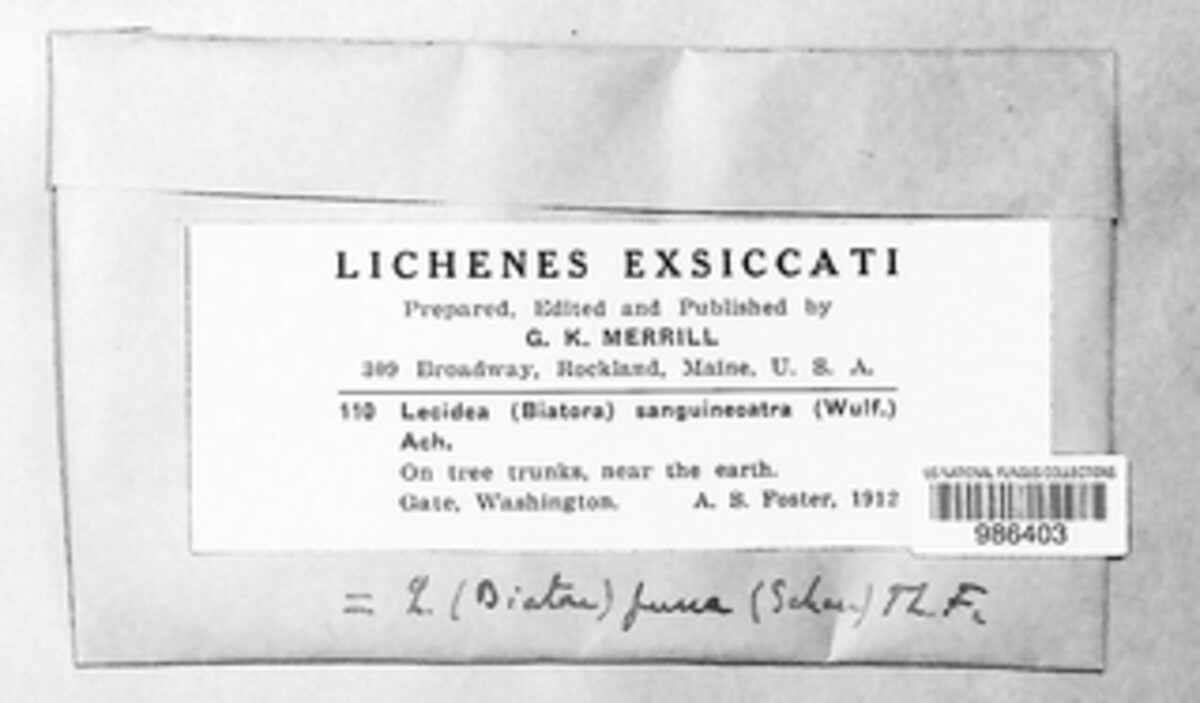 LICHENES EXSICCATI
Prepared, Edited and Published by
G. K. MERRILL
309 Broadway, Rockland, Maine, U. S. A.
110 Lecidea (Biatora) sanguineoatra (Wulf.)
Ach.
On tree trunks, near the earth.
Gate, Washington. A. S. Foster, 1912
US NATIONAL FUNGUS COLLECTIONS
986403
= L. (Biatora) fusca (Schaer) Th. Fr.